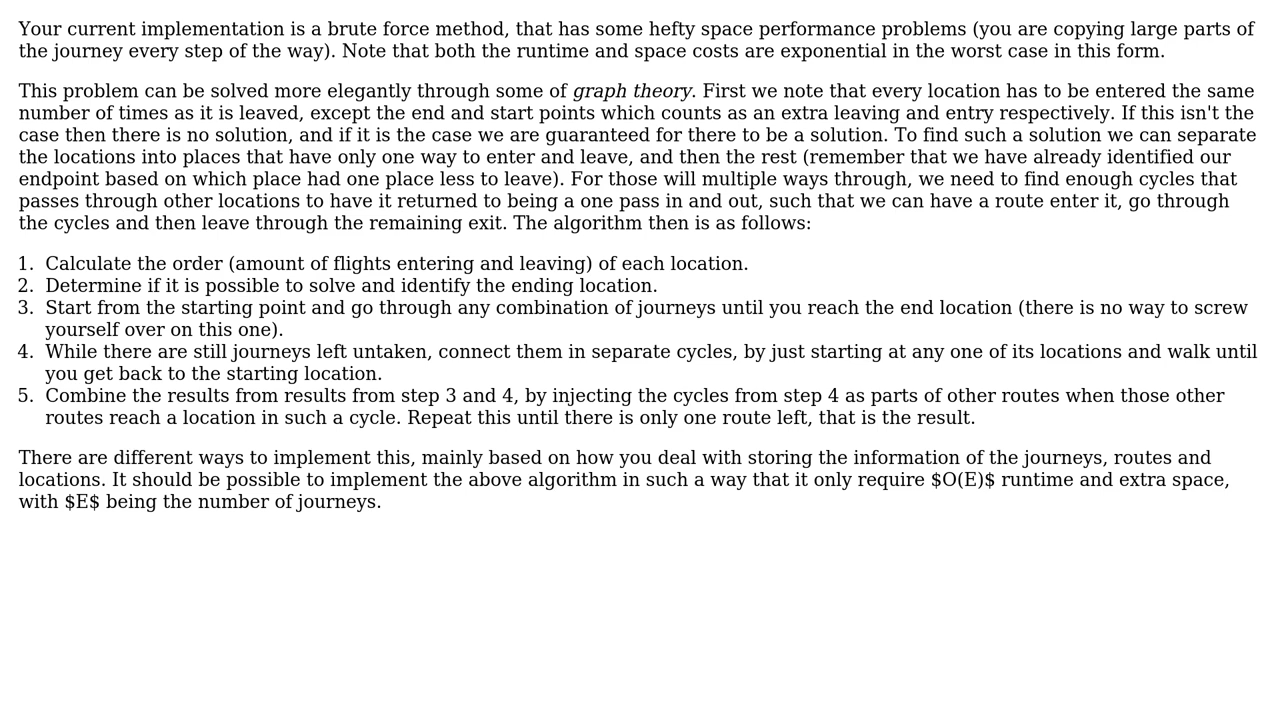 Your current implementation is a brute force method, that has some hefty space performance problems (you are copying large parts of
the journey every step of the way). Note that both the runtime and space costs are exponential in the worst case in this form.
This problem can be solved more elegantly through some of graph theory. First we note that every location has to be entered the same
number of times as it is leaved, except the end and start points which counts as an extra leaving and entry respectively. If this isn't the
case then there is no solution, and if it is the case we are guaranteed for there to be a solution. To find such a solution we can separate
the locations into places that have only one way to enter and leave, and then the rest (remember that we have already identified our
endpoint based on which place had one place less to leave). For those will multiple ways through, we need to find enough cycles that
passes through other locations to have it returned to being a one pass in and out, such that we can have a route enter it, go through
the cycles and then leave through the remaining exit. The algorithm then is as follows:
1. Calculate the order (amount of flights entering and leaving) of each location.
2. Determine if it is possible to solve and identify the ending location.
3. Start from the starting point and go through any combination of journeys until you reach the end location (there is no way to screw
yourself over on this one).
4. While there are still journeys left untaken, connect them in separate cycles, by just starting at any one of its locations and walk until
you get back to the starting location.
5. Combine the results from results from step 3 and 4, by injecting the cycles from step 4 as parts of other routes when those other
routes reach a location in such a cycle. Repeat this until there is only one route left, that is the result.
There are different ways to implement this, mainly based on how you deal with storing the information of the journeys, routes and
locations. It should be possible to implement the above algorithm in such a way that it only require $O(E)$ runtime and extra space,
with $E$ being the number of journeys.